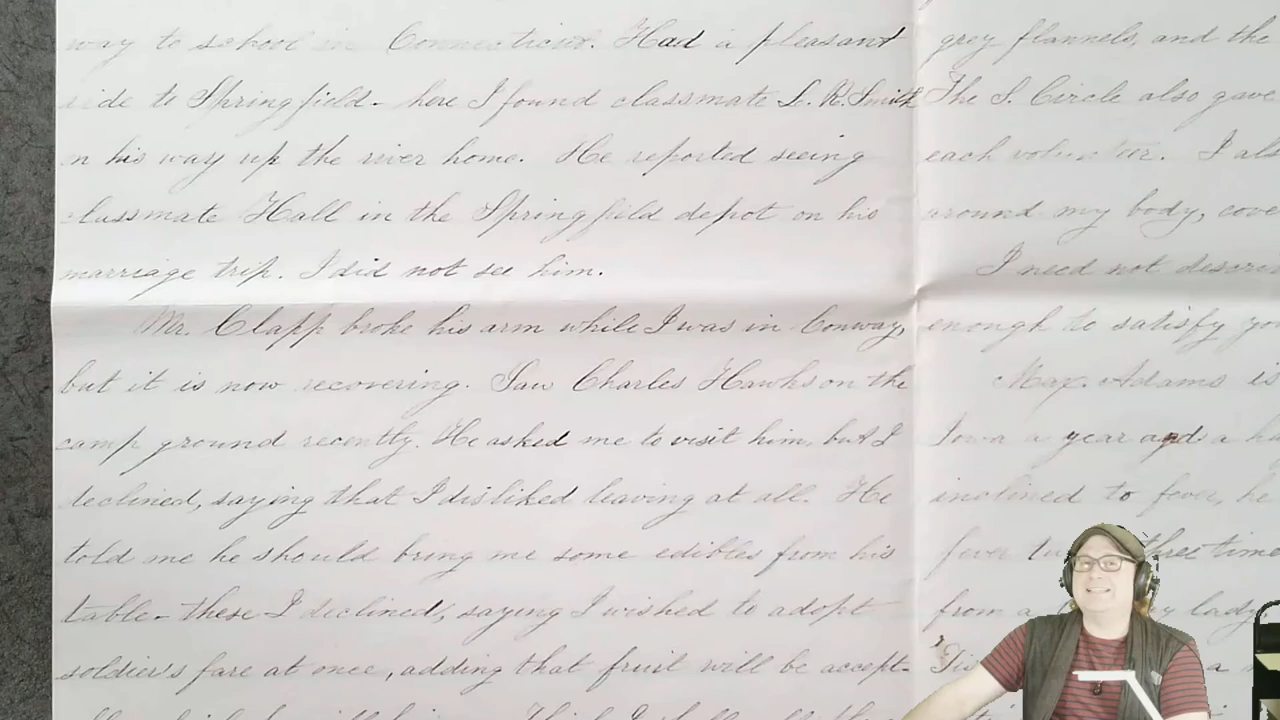 way to school in Connecticut. Had a pleasant
ride to Springfield- here I found classmate L. R. Smith
n his way up the river home. He reported seeing
classmate Hall in the Springfield depot on his
marriage trip. I did not see him.
Mr. Clapp broke his arm while I was in Conway,
but it is now recovering. Saw Charles Hawks on the
camp ground recently. He asked me to visit him, but I
declined, saying that I disliked leaving at all. He
told me he should bring me some edibles from his
table- these I declined, saying I wished to adopt
soldier's fare at once, adding that fruit will be accept-
grey flannels, and the
The S. Circle also gave
each volunteer. I als
around my body, cove
I need not descri
enough to satisfy you
Adams is
Iowa a year and a ha
inclined to fever, he
fever three time
from a lady.